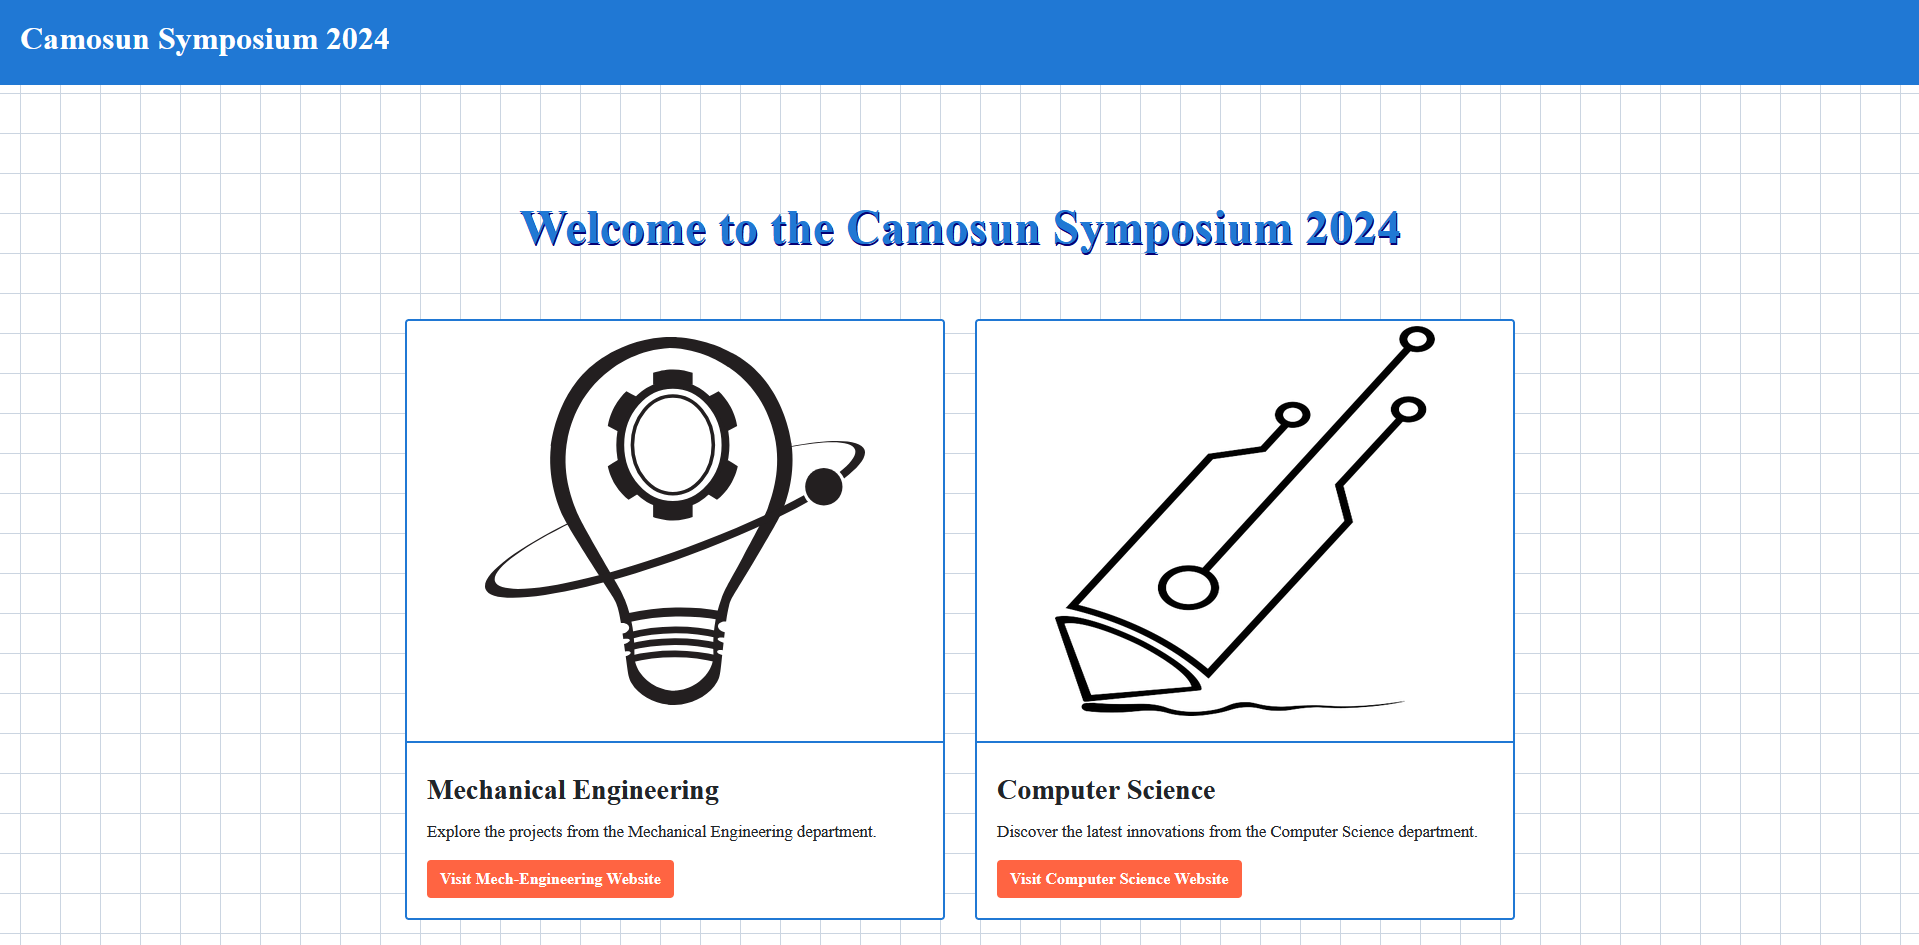 Camosun Symposium 2024
Welcome to the Camosun Symposium 2024
Mechanical Engineering
Explore the projects from the Mechanical Engineering department.
Visit Mech-Engineering Website
Computer Science
Discover the latest innovations from the Computer Science department.
Visit Computer Science Website